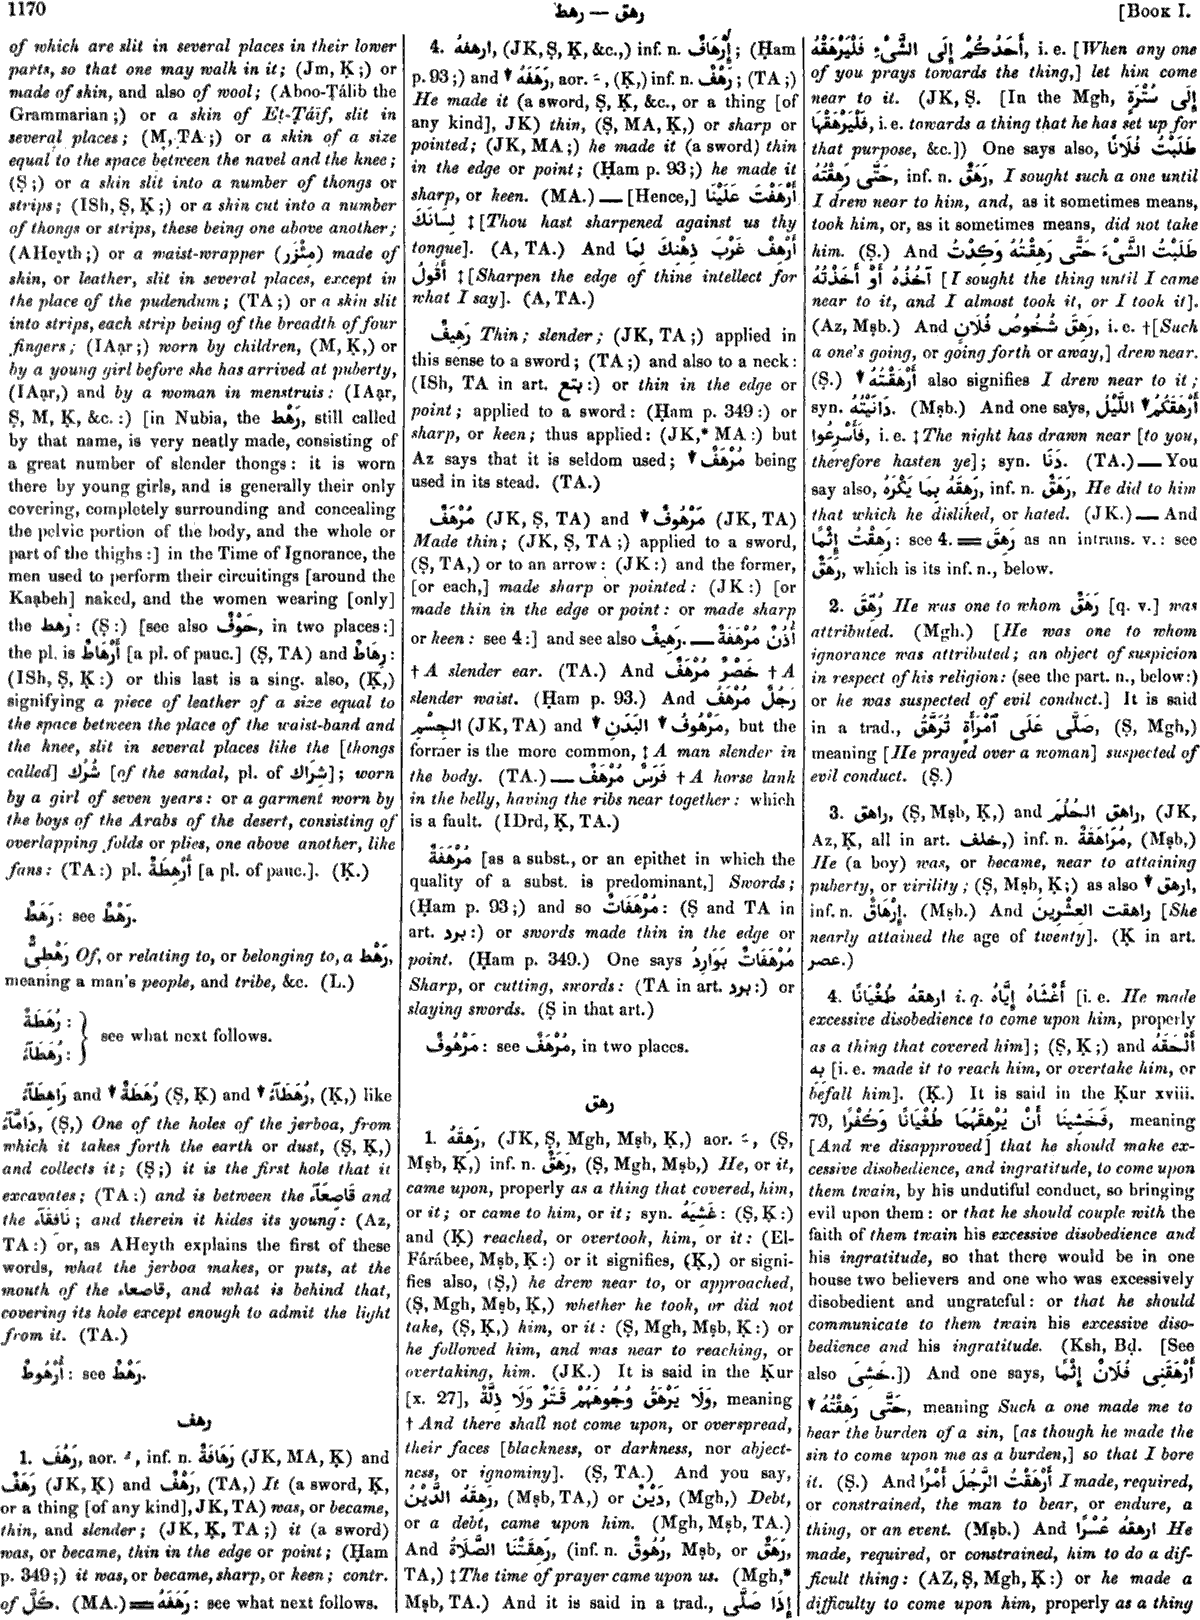 1170
رهق — رهط
[Book I.
of which are slit in several places in their lower
parts, so that one may walk in it; (Jm, Ḳ;) or
made of skin, and also of wool; (Aboo-Ṭálib the
Grammarian;) or a skin of Eṭ-Ṭáïf, slit in
several places; (M, TA;) or a skin of a size
equal to the space between the navel and the knee;
(Ṣ;) or a skin slit into a number of thongs or
strips; (ISh, Ṣ, Ḳ;) or a skin cut into a number
of thongs or strips, these being one above another;
(AHeyth;) or a waist-wrapper (مِئْزَر) made of
skin, or leather, slit in several places, except in
the place of the pudendum; (TA;) or a skin slit
into strips, each strip being of the breadth of four
fingers; (IAạr;) worn by children, (M, Ḳ,) or
by a young girl before she has arrived at puberty,
(IAạr,) and by a woman in menstruis: (IAạr,
Ṣ, M, Ḳ, &c.:) [in Nubia, the رَهْط, still called
by that name, is very neatly made, consisting of
a great number of slender thongs: it is worn
there by young girls, and is generally their only
covering, completely surrounding and concealing
the pelvic portion of the body, and the whole or
part of the thighs:] in the Time of Ignorance, the
men used to perform their circuitings [around the
Kaạbeh] naked, and the women wearing [only]
the رهط: (Ṣ:) [see also حَوْفٌ, in two places:]
the pl. is أَرْهَاطٌ [a pl. of pauc.] (Ṣ, TA) and رِهَاطٌ:
(ISh, Ṣ, Ḳ:) or this last is a sing. also, (Ḳ,)
signifying a piece of leather of a size equal to
the space between the place of the waist-band and
the knee, slit in several places like the [thongs
called] شُرُك [of the sandal, pl. of شِرَاك]; worn
by a girl of seven years: or a garment worn by
the boys of the Arabs of the desert, consisting of
overlapping folds or plies, one above another, like
fans: (TA:) pl. أَرْهِطَةٌ [a pl. of pauc.]. (Ḳ.)
رَهَطٌ: see رَهْطٌ.
رَهْطِىٌّ Of, or relating to, or belonging to, a رَهْط,
meaning a man's people, and tribe, &c. (L.)
رُهَطَةٌ:
رُهَطَآءُ: } see what next follows.
رَاهِطَآءُ and ▼ رُهَطَةٌ (Ṣ, Ḳ) and ▼ رُهَطَآءُ, (Ḳ,) like
دَامَّآءُ, (Ṣ,) One of the holes of the jerboa, from
which it takes forth the earth or dust, (Ṣ, Ḳ,)
and collects it; (Ṣ;) it is the first hole that it
excavates; (TA:) and is between the قَاصِعَآء and
the نَافِقَآء; and therein it hides its young: (Az,
TA:) or, as AHeyth explains the first of these
words, what the jerboa makes, or puts, at the
mouth of the قاصعاء, and what is behind that,
covering its hole except enough to admit the light
from it. (TA.)
أُرْهُوطٌ: see رَهْطٌ.
رهف
1. رَهُفَ, aor. ـُ, inf. n. رَهَافَةٌ (JK, MA, Ḳ) and
رَهَفٌ (JK, Ḳ) and رُهْفٌ, (TA,) It (a sword, Ḳ,
or a thing [of any kind], JK, TA) was, or became,
thin, and slender; (JK, Ḳ, TA;) it (a sword)
was, or became, thin in the edge or point; (Ḥam
p. 349;) it was, or became, sharp, or keen; contr.
of كَلَّ. (MA.) ═ رَهَفَهُ: see what next follows.
4. ارهفهُ, (JK, Ṣ, Ḳ, &c.,) inf. n. إِرْهَافٌ; (Ḥam
p. 93;) and ▼ رَهَفَهُ, aor. ـَ, (Ḳ,) inf. n. رَهْفٌ; (TA;)
He made it (a sword, Ṣ, Ḳ, &c., or a thing [of
any kind], JK) thin, (Ṣ, MA, Ḳ,) or sharp or
pointed; (JK, MA;) he made it (a sword) thin
in the edge or point; (Ḥam p. 93;) he made it
sharp, or keen. (MA.) — [Hence,] أَرْهَفْتَ عَلَيْنَا
لِسَانَكَ ‡ [Thou hast sharpened against us thy
tongue]. (A, TA.) And أَرْهِفْ غَرْبَ ذِهْنِكَ لِمَا
أَقُولُ ‡ [Sharpen the edge of thine intellect for
what I say]. (A, TA.)
رَهِيفٌ Thin; slender; (JK, TA;) applied in
this sense to a sword; (TA;) and also to a neck:
(ISh, TA in art. بتع:) or thin in the edge or
point; applied to a sword: (Ḥam p. 349:) or
sharp, or keen; thus applied: (JK,* MA:) but
Az says that it is seldom used; ▼ مُرْهَفٌ being
used in its stead. (TA.)
مُرْهَفٌ (JK, Ṣ, TA) and ▼ مَرْهُوفٌ (JK, TA)
Made thin; (JK, Ṣ, TA;) applied to a sword,
(Ṣ, TA,) or to an arrow: (JK:) and the former,
[or each,] made sharp or pointed: (JK:) [or
made thin in the edge or point: or made sharp
or keen: see 4:] and see also رَهِيفٌ. — أُذُنٌ مُرْهَفَةٌ
† A slender ear. (TA.) And خَصْرٌ مُرْهَفٌ † A
slender waist. (Ḥam p. 93.) And رَجُلٌ مُرْهَفُ
الجِسْمِ (JK, TA) and ▼ مَرْهُوفُ ▼ البَدَنِ, but the
former is the more common, ‡ A man slender in
the body. (TA.) — فَرَسٌ مُرْهَفٌ † A horse lank
in the belly, having the ribs near together: which
is a fault. (IDrd, Ḳ, TA.)
مُرْهَفَةٌ [as a subst., or an epithet in which the
quality of a subst. is predominant,] Swords;
(Ḥam p. 93;) and so مُرْهَفَاتٌ: (Ṣ and TA in
art. برد:) or swords made thin in the edge or
point. (Ḥam p. 349.) One says مُرْهَفَاتٌ بَوَارِدُ
Sharp, or cutting, swords: (TA in art. برد:) or
slaying swords. (Ṣ in that art.)
مَرْهُوفٌ: see مُرْهَفٌ, in two places.
رهق
1. رَهِقَهُ, (JK, Ṣ, Mgh, Mṣb, Ḳ,) aor. ـَ, (Ṣ,
Mṣb, Ḳ,) inf. n. رَهَقٌ, (Ṣ, Mgh, Mṣb,) He, or it,
came upon, properly as a thing that covered, him,
or it; or came to him, or it; syn. غَشِيَهُ: (Ṣ, Ḳ:)
and (Ḳ) reached, or overtook, him, or it: (El-
Fárábee, Mṣb, Ḳ:) or it signifies, (Ḳ,) or signi-
fies also, (Ṣ,) he drew near to, or approached,
(Ṣ, Mgh, Mṣb, Ḳ,) whether he took, or did not
take, (Ṣ, Ḳ,) him, or it: (Ṣ, Mgh, Mṣb, Ḳ:) or
he followed him, and was near to reaching, or
overtaking, him. (JK.) It is said in the Ḳur
[x. 27], وَلَا يَرْهَقُ وُجُوهَهُمْ قَتَرٌ وَلَا ذِلَّةٌ, meaning
† And there shall not come upon, or overspread,
their faces [blackness, or darkness, nor abject-
ness, or ignominy]. (Ṣ, TA.) And you say,
رَهِقَهُ الدَّيْنُ, (Mṣb, TA,) or دَيْنٌ, (Mgh,) Debt,
or a debt, came upon him. (Mgh, Mṣb, TA.)
And رَهِقَتْنَا الصَّلَاةُ, (inf. n. رُهُوقٌ, Mṣb, or رَهَقٌ,
TA,) ‡ The time of prayer came upon us. (Mgh,*
Mṣb, TA.) And it is said in a trad., إِذَا صَلَّى
أَحَدُكُمْ إِلَى الشَّىْءِ فَلْيَرْهَقْهُ, i. e. [When any one
of you prays towards the thing,] let him come
near to it. (JK, Ṣ. [In the Mgh, إِلَى سُتْرَةٍ
فَلْيَرْهَقْهَا, i. e. towards a thing that he has set up for
that purpose, &c.]) One says also, طَلَبْتُ فُلَانًا
حَتَّى رَهِقْتُهُ, inf. n. رَهَقٌ, I sought such a one until
I drew near to him, and, as it sometimes means,
took him, or, as it sometimes means, did not take
him. (Ṣ.) And طَلَبْتُ الشَّىْءَ حَتَّى رَهِقْتُهُ وَكِدْتُ
آخُذُهُ أَوْ أَخَذْتُهُ [I sought the thing until I came
near to it, and I almost took it, or I took it].
(Az, Mṣb.) And رَهِقَ شُخُوصُ فُلَانٍ, i. e. † [Such
a one's going, or going forth or away,] drew near.
(Ṣ.) ▼ أَرْهَقْتُهُ also signifies I drew near to it;
syn. دَانَيْتُهُ. (Mṣb.) And one says, أَرْهَقَكُمُ ▼ اللَّيْلُ
فَأَسْرِعُوا, i. e. ‡ The night has drawn near [to you,
therefore hasten ye]; syn. دَنَا. (TA.) — You
say also, رَهِقَهُ بِمَا يَكْرَهُ, inf. n. رَهَقٌ, He did to him
that which he disliked, or hated. (JK.) — And
رَهِقْتُ إِثْمًا: see 4. ═ رَهِقَ as an intrans. v.: see
رَهَقٌ, which is its inf. n., below.
2. رُهِّقَ He was one to whom رَهَقٌ [q. v.] was
attributed. (Mgh.) [He was one to whom
ignorance was attributed; an object of suspicion
in respect of his religion: (see the part. n., below:)
or he was suspected of evil conduct.] It is said
in a trad., صَلَّى عَلَى ٱمْرَأَةٍ تُرَهَّقُ, (Ṣ, Mgh,)
meaning [He prayed over a woman] suspected of
evil conduct. (Ṣ.)
3. راهق, (Ṣ, Mṣb, Ḳ,) and راهق الحُلُمَ, (JK,
Az, Ḳ, all in art. خلف,) inf. n. مُرَاهَقَةٌ, (Mṣb,)
He (a boy) was, or became, near to attaining
puberty, or virility; (Ṣ, Mṣb, Ḳ;) as also ▼ ارهق,
inf. n. إِرْهَاقٌ. (Mṣb.) And راهقت العِشْرِينَ [She
nearly attained the age of twenty]. (Ḳ in art.
عصر.)
4. ارهقهُ طُغْيَانًا i. q. أَغْشَاهُ إِيَّاهُ [i. e. He made
excessive disobedience to come upon him, properly
as a thing that covered him]; (Ṣ, Ḳ;) and أَلْحَقَهُ
بِهِ [i. e. made it to reach him, or overtake him, or
befall him]. (Ḳ.) It is said in the Ḳur xviii.
79, فَخَشِينَا أَنْ يُرْهِقَهُمَا طُغْيَانًا وَكُفْرًا, meaning
[And we disapproved] that he should make ex-
cessive disobedience, and ingratitude, to come upon
them twain, by his undutiful conduct, so bringing
evil upon them: or that he should couple with the
faith of them twain his excessive disobedience and
his ingratitude, so that there would be in one
house two believers and one who was excessively
disobedient and ungrateful: or that he should
communicate to them twain his excessive diso-
bedience and his ingratitude. (Ksh, Bḍ. [See
also خَشِىَ.]) And one says, أَرْهَقَنِى فُلَانٌ إِثْمًا
▼ حَتَّى رَهِقْتُهُ, meaning Such a one made me to
bear the burden of a sin, [as though he made the
sin to come upon me as a burden,] so that I bore
it. (Ṣ.) And أَرْهَقْتُ الرَّجُلَ أَمْرًا I made, required,
or constrained, the man to bear, or endure, a
thing, or an event. (Mṣb.) And ارهقهُ عُسْرًا He
made, required, or constrained, him to do a dif-
ficult thing: (AZ, Ṣ, Mgh, Ḳ:) or he made a
difficulty to come upon him, properly as a thing